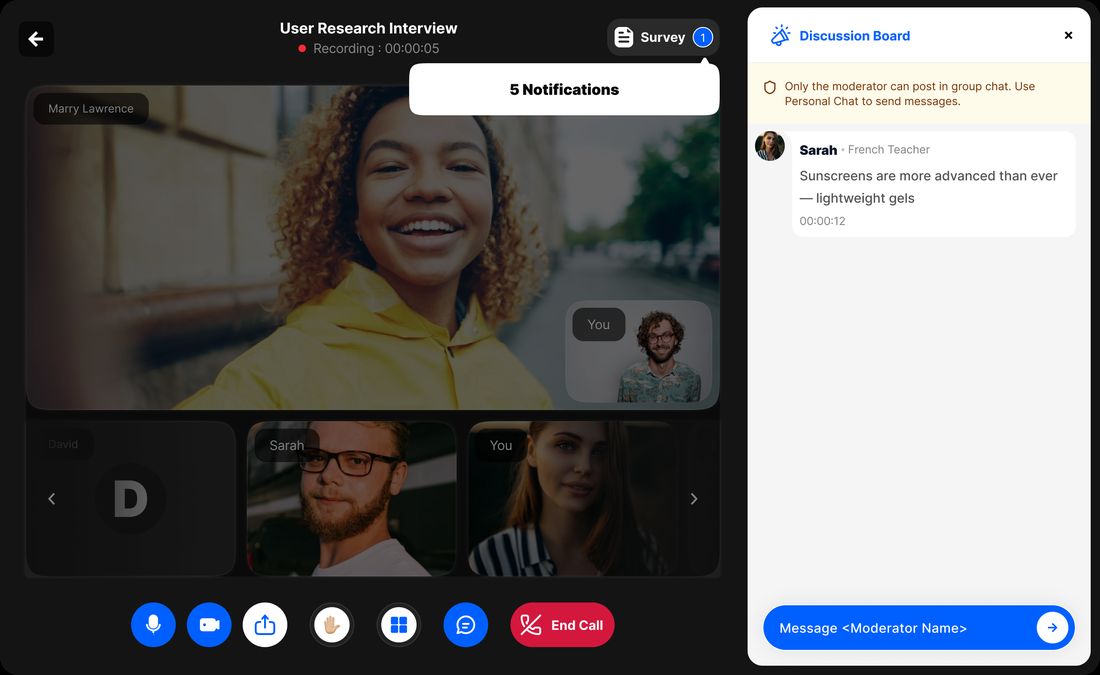 User Research Interview
Recording : 00:00:05
Survey 1
5 Notifications
Marry Lawrence
You
David
D
Sarah
You
End Call
Discussion Board
Only the moderator can post in group chat. Use
Personal Chat to send messages.
Sarah • French Teacher
Sunscreens are more advanced than ever
— lightweight gels
00:00:12
Message <Moderator Name>